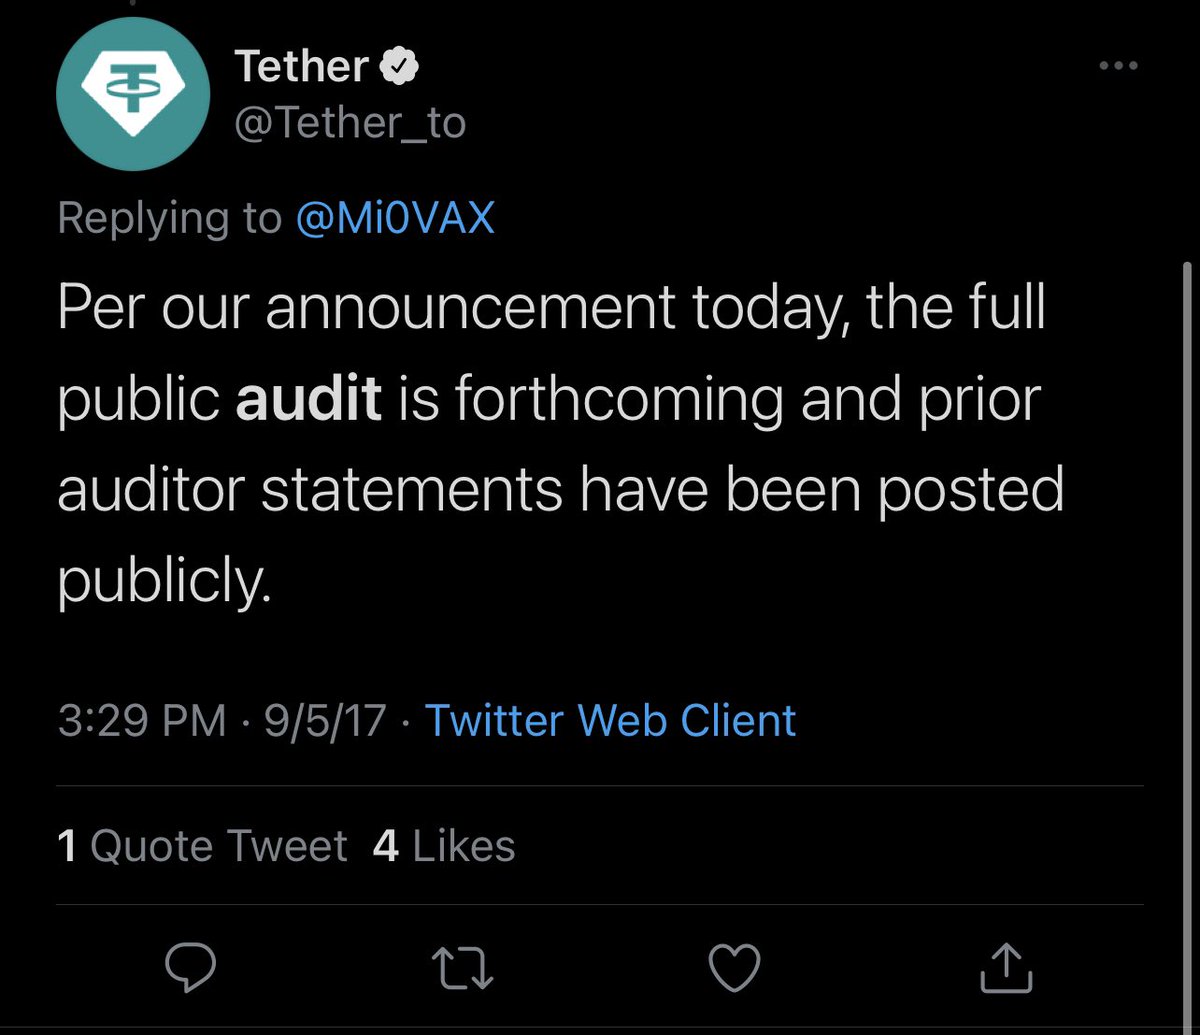 Tether
@Tether_to
Replying to @Mi0VAX
Per our announcement today, the full
public audit is forthcoming and prior
auditor statements have been posted
publicly.
3:29 PM · 9/5/17 · Twitter Web Client
1 Quote Tweet 4 Likes